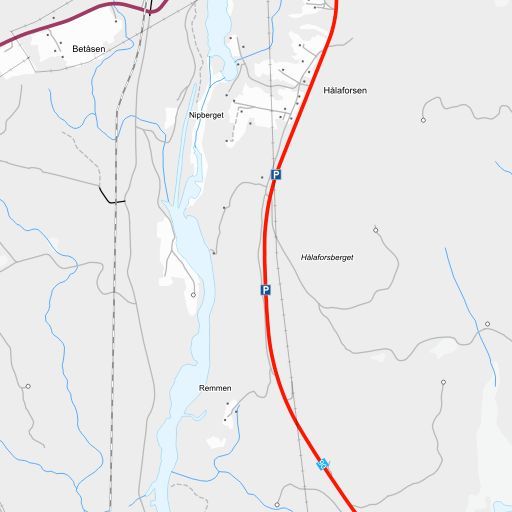 Betåsen
Hålaforsen
Nipberget
P
Hålaforsberget
P
Remmen